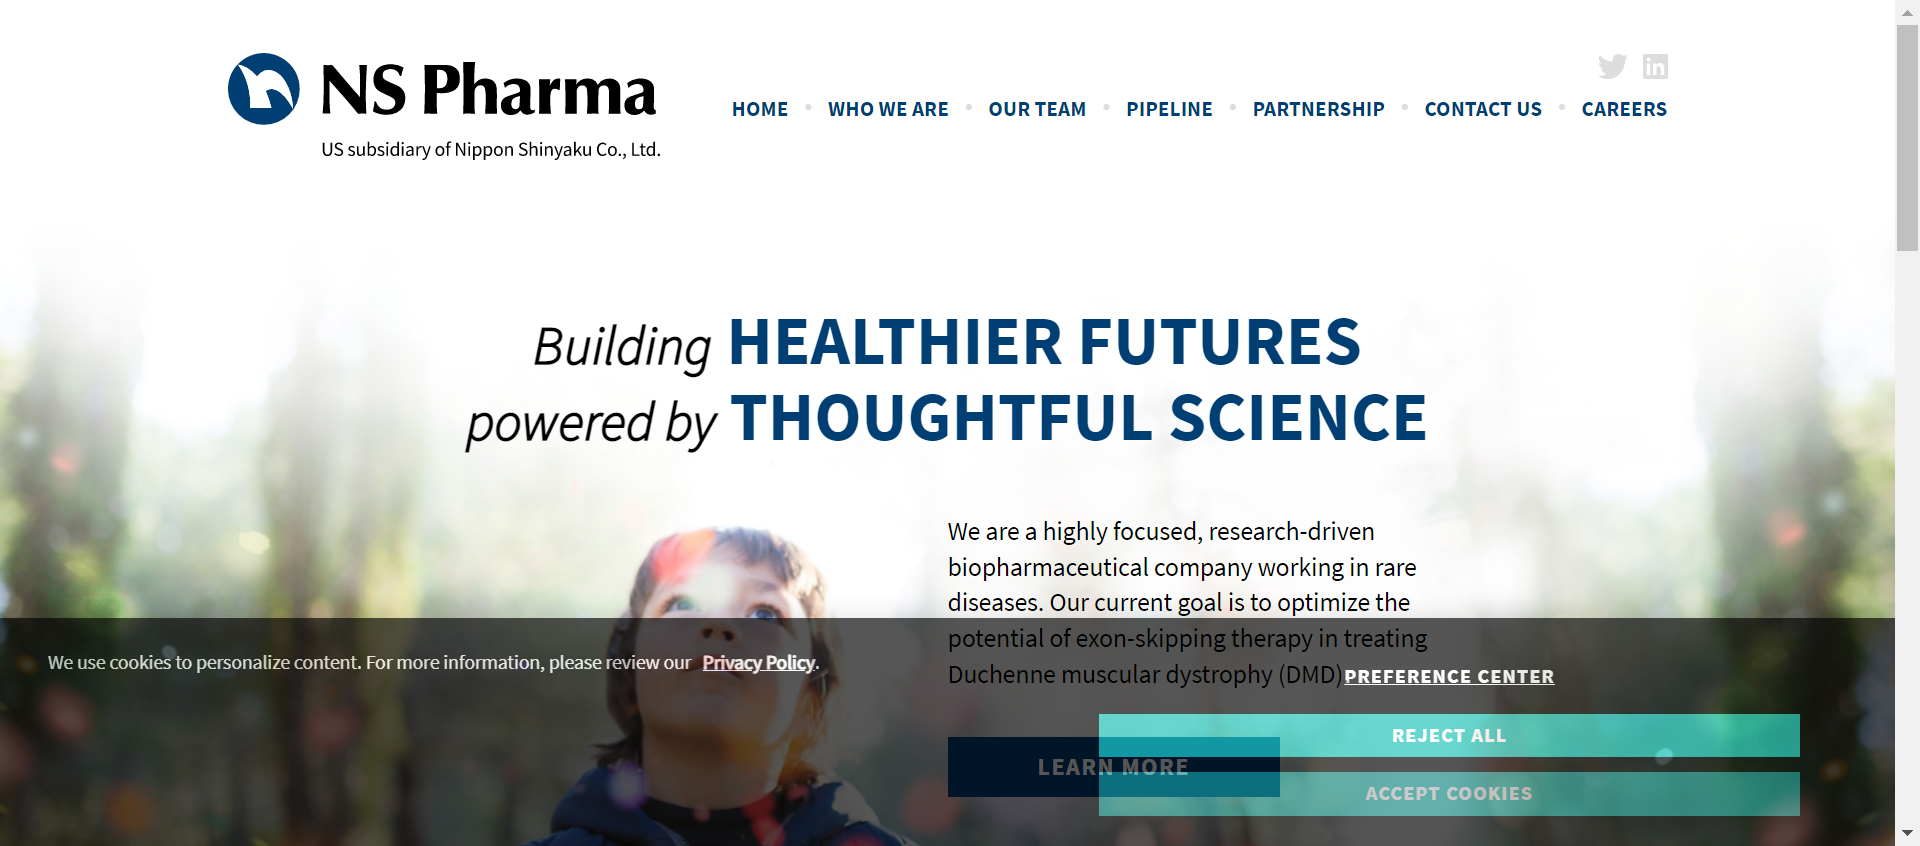 NS Pharma
US subsidiary of Nippon Shinyaku Co., Ltd.
HOME
WHO WE ARE
OUR TEAM
PIPELINE
PARTNERSHIP
CONTACT US
CAREERS
Building HEALTHIER FUTURES
powered by THOUGHTFUL SCIENCE
We are a highly focused, research-driven
biopharmaceutical company working in rare
diseases. Our current goal is to optimize the
potential of exon-skipping therapy in treating
Duchenne muscular dystrophy (DMD)
LEARN MORE
We use cookies to personalize content. For more information, please review our Privacy Policy.
PREFERENCE CENTER
REJECT ALL
ACCEPT COOKIES